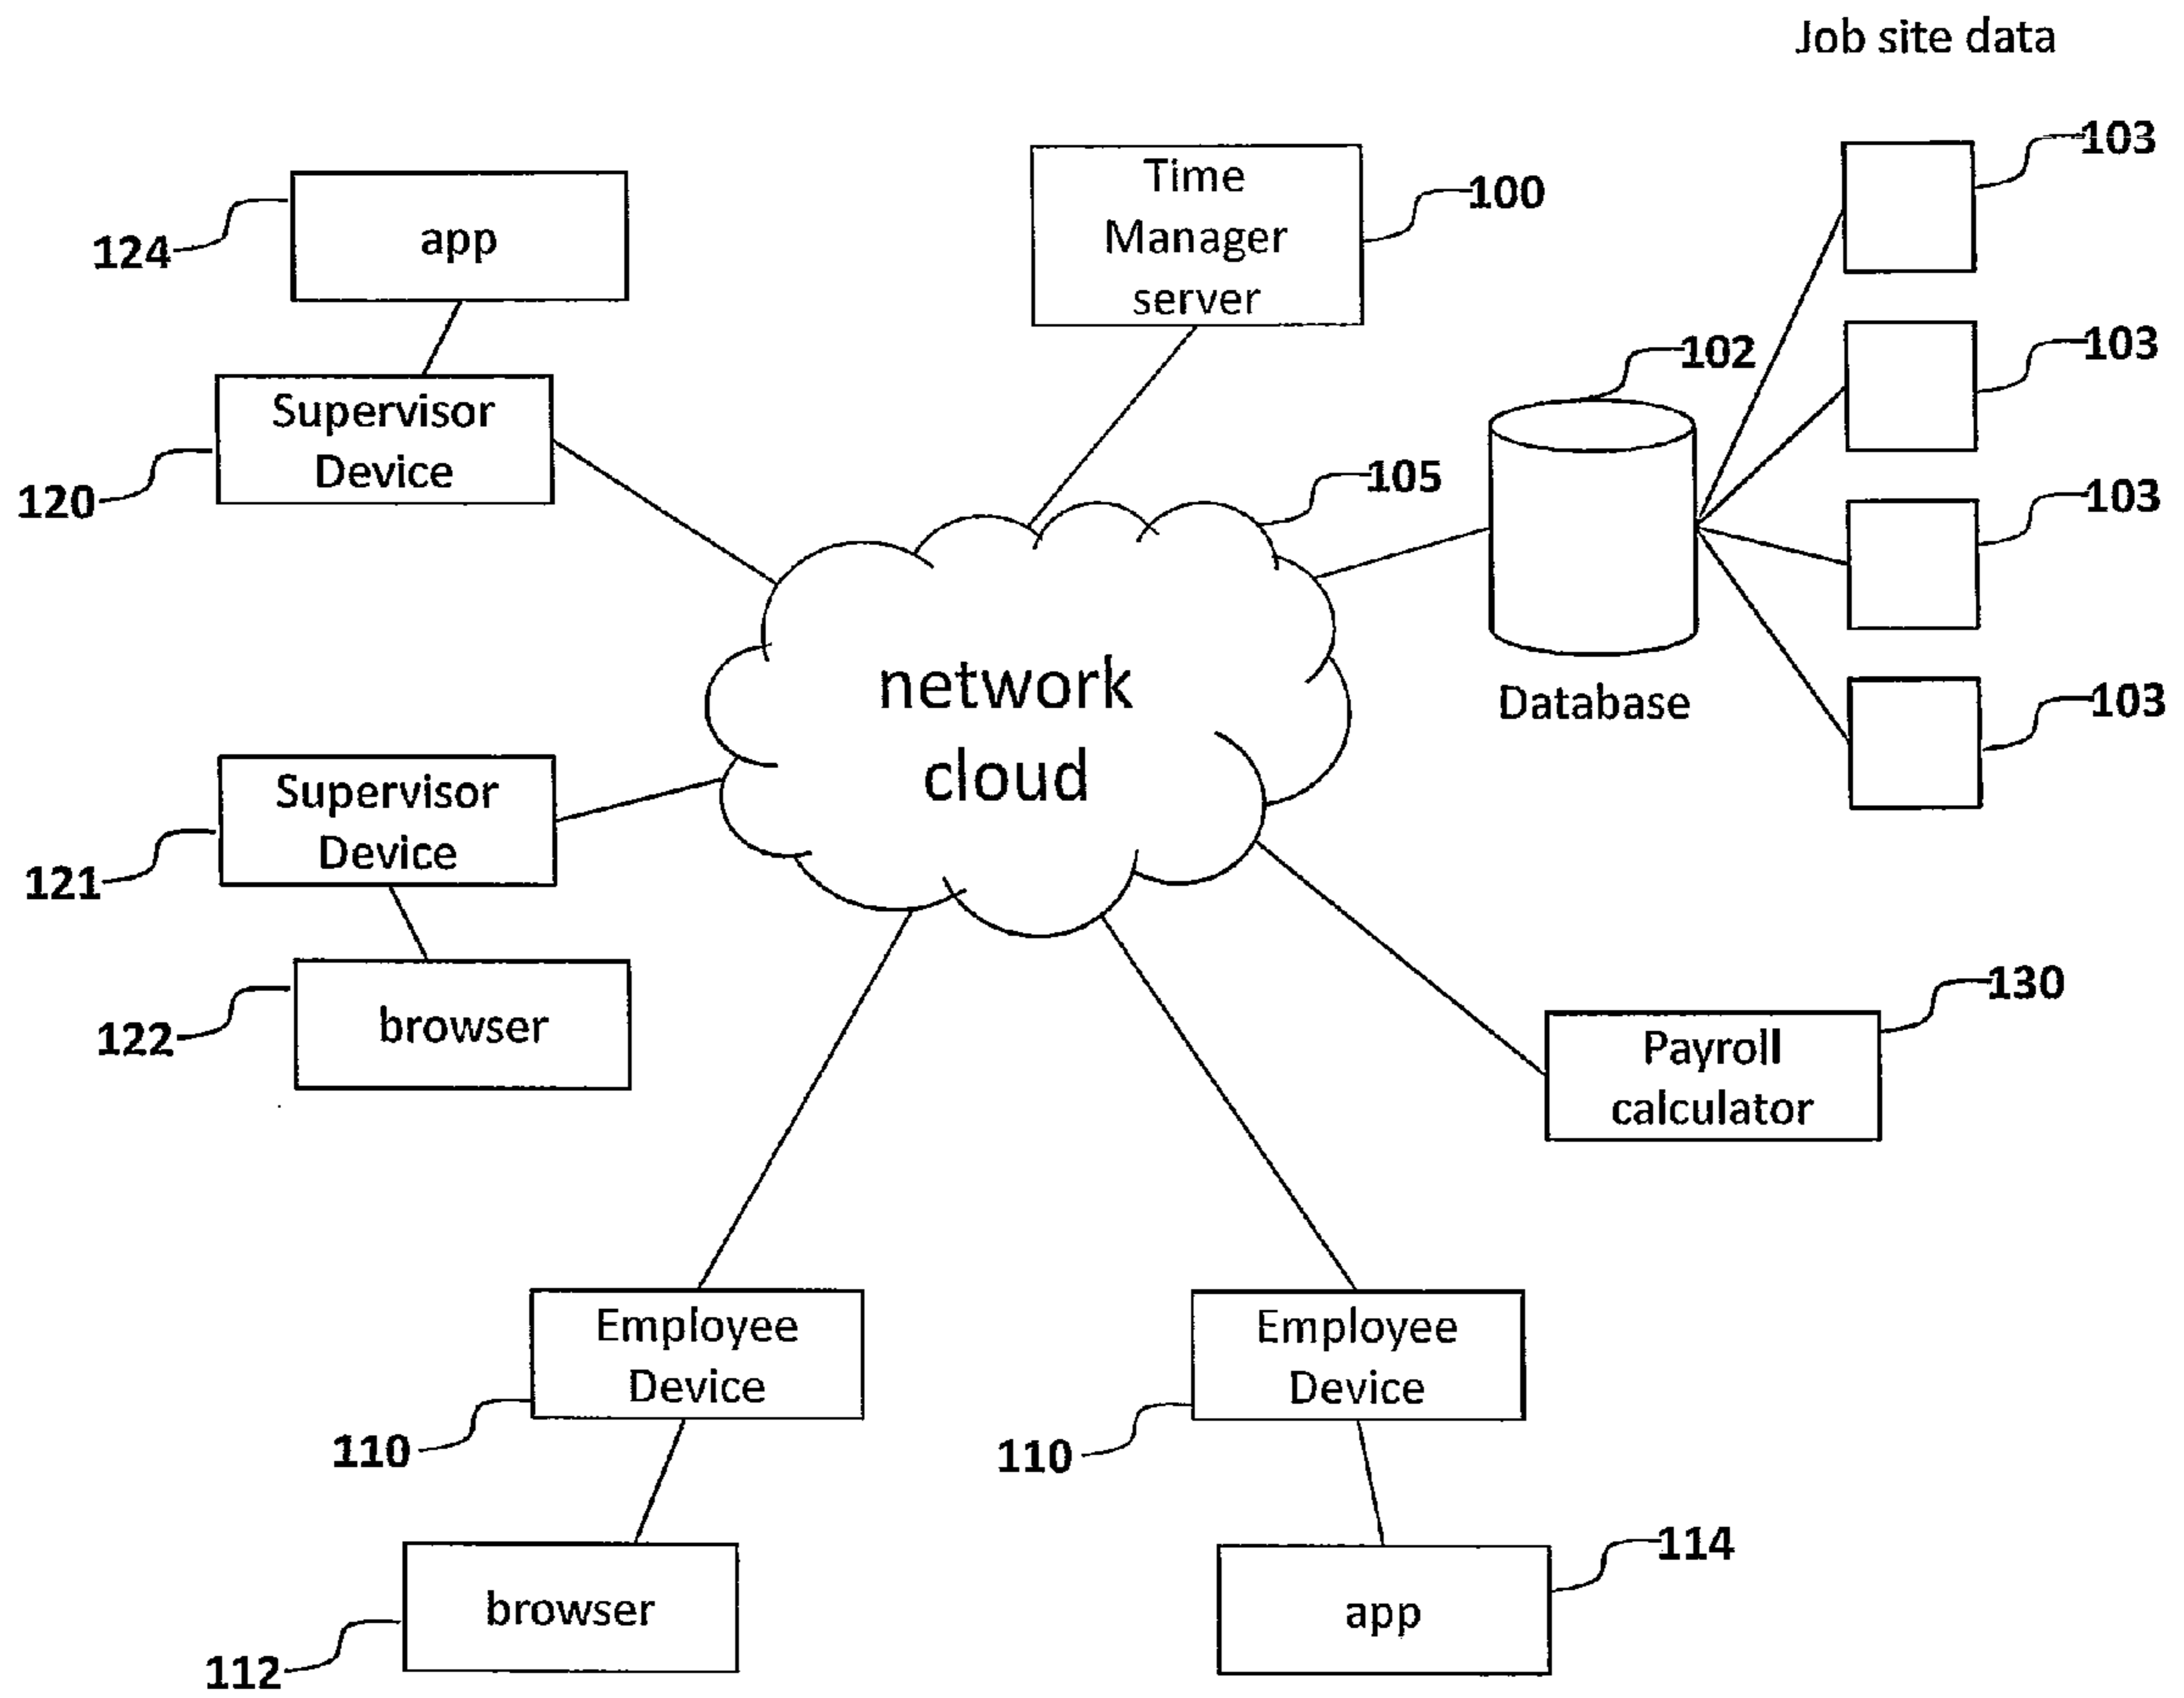 Job site data
103
Time
Manager
server
100
124
app
103
102
Supervisor
Device
120
105
103
network
cloud
Database
103
Supervisor
Device
121
130
122
browser
Payroll
calculator
Employee
Device
110
Employee
Device
110
114
browser
app
112